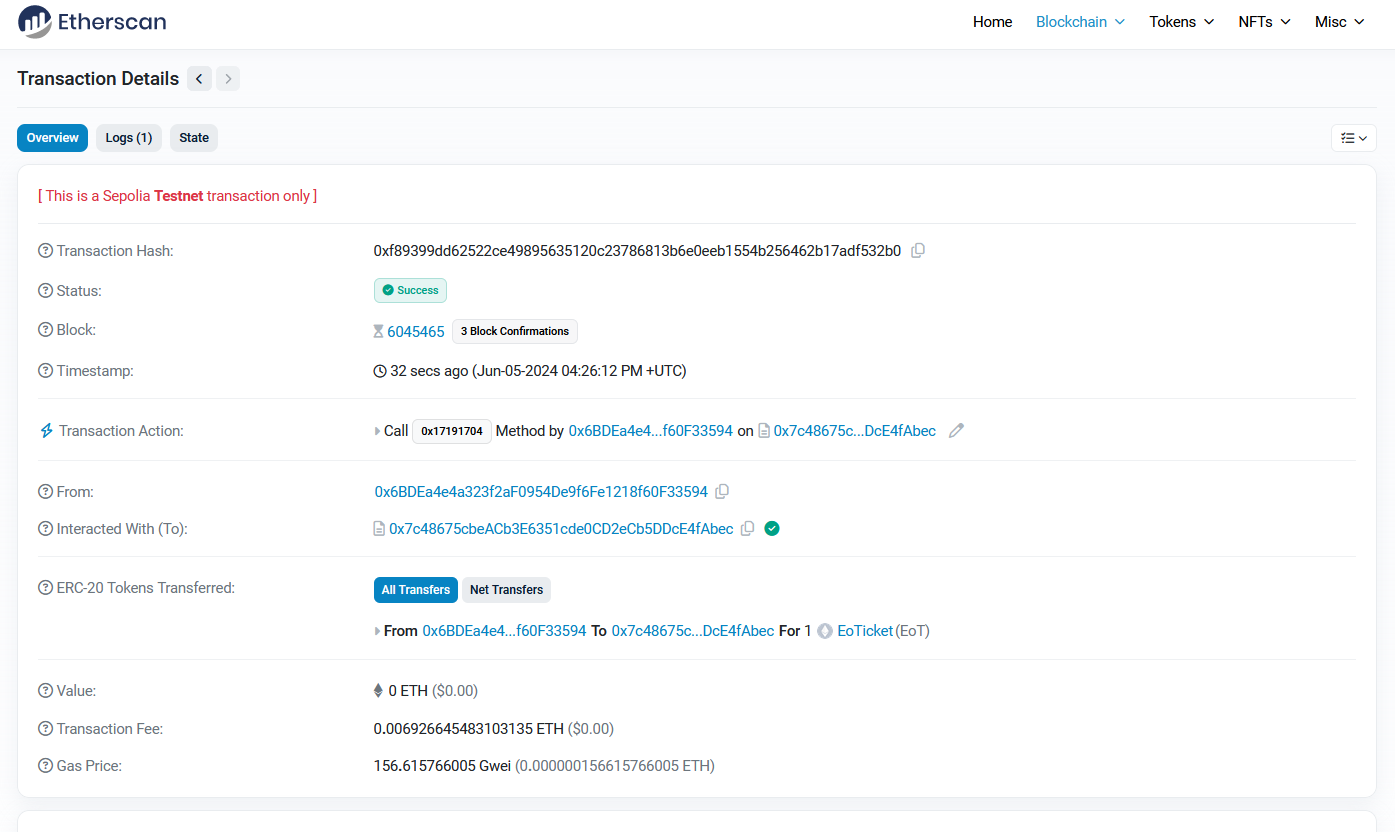 Etherscan
Home Blockchain Tokens NFTs Misc
Transaction Details
Overview Logs (1) State
[ This is a Sepolia Testnet transaction only ]
Transaction Hash: 0xf89399dd62522ce49895635120c23786813b6e0eeb1554b256462b17adf532b0
Status: Success
Block: 6045465 3 Block Confirmations
Timestamp: 32 secs ago (Jun-05-2024 04:26:12 PM +UTC)
Transaction Action: Call 0x17191704 Method by 0x6BDEa4e4...f60F33594 on 0x7c48675c...DcE4fAbec
From: 0x6BDEa4e4a323f2aF0954De9f6Fe1218f60F33594
Interacted With (To): 0x7c48675cbeACb3E6351cde0CD2eCb5DDcE4fAbec
ERC-20 Tokens Transferred: All Transfers Net Transfers
From 0x6BDEa4e4...f60F33594 To 0x7c48675c...DcE4fAbec For 1 EoTicket (EoT)
Value: 0 ETH ($0.00)
Transaction Fee: 0.006926645483103135 ETH ($0.00)
Gas Price: 156.615766005 Gwei (0.000000156615766005 ETH)